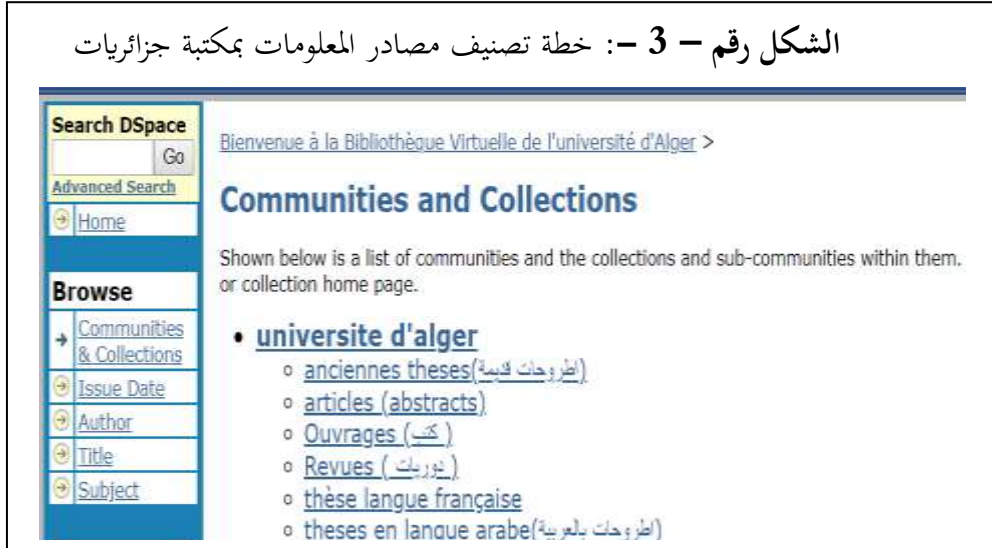 الشكل رقم – 3 –: خطة تصنيف مصادر المعلومات بمكتبة جزائريات
Search DSpace
Go
Advanced Search
Home
Browse
Communities
& Collections
Issue Date
Author
Title
Subject
Bienvenue à la Bibliothèque Virtuelle de l'université d'Alger >
Communities and Collections
Shown below is a list of communities and the collections and sub-communities within them.
or collection home page.
universite d'alger
anciennes theses(اطروحات قديمة)
articles (abstracts)
Ouvrages (كتب )
Revues ( دوريات )
thèse langue française
theses en langue arabe(اطروحات بالعربية)